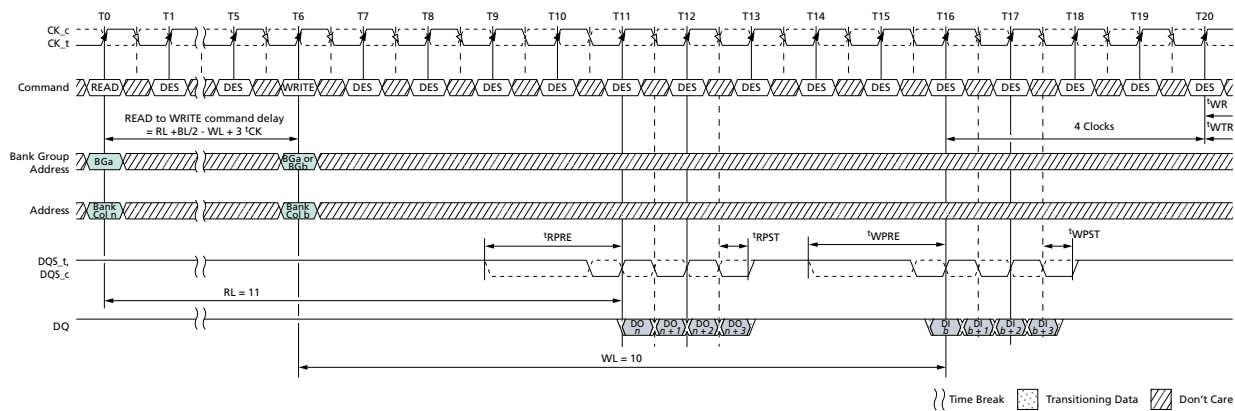 T0 T1 T5 T6 T7 T8 T9 T10 T11 T12 T13 T14 T15 T16 T17 T18 T19 T20
CK_c
CK_t
Command READ DES DES WRITE DES DES DES DES DES DES DES DES DES DES DES DES DES DES
tWR
READ to WRITE command delay
= RL +BL/2 - WL + 3 tCK
4 Clocks
tWTR
Bank Group
Address
BGa
BGa or
BGb
Address
Bank
Col n
Bank
Col b
tRPRE tRPST tWPRE tWPST
DQS_t,
DQS_c
RL = 11
DQ
DO
n
DO
n + 1
DO
n + 2
DO
n + 3
DI
b
DI
b + 1
DI
b + 2
DI
b + 3
WL = 10
Time Break Transitioning Data Don't Care